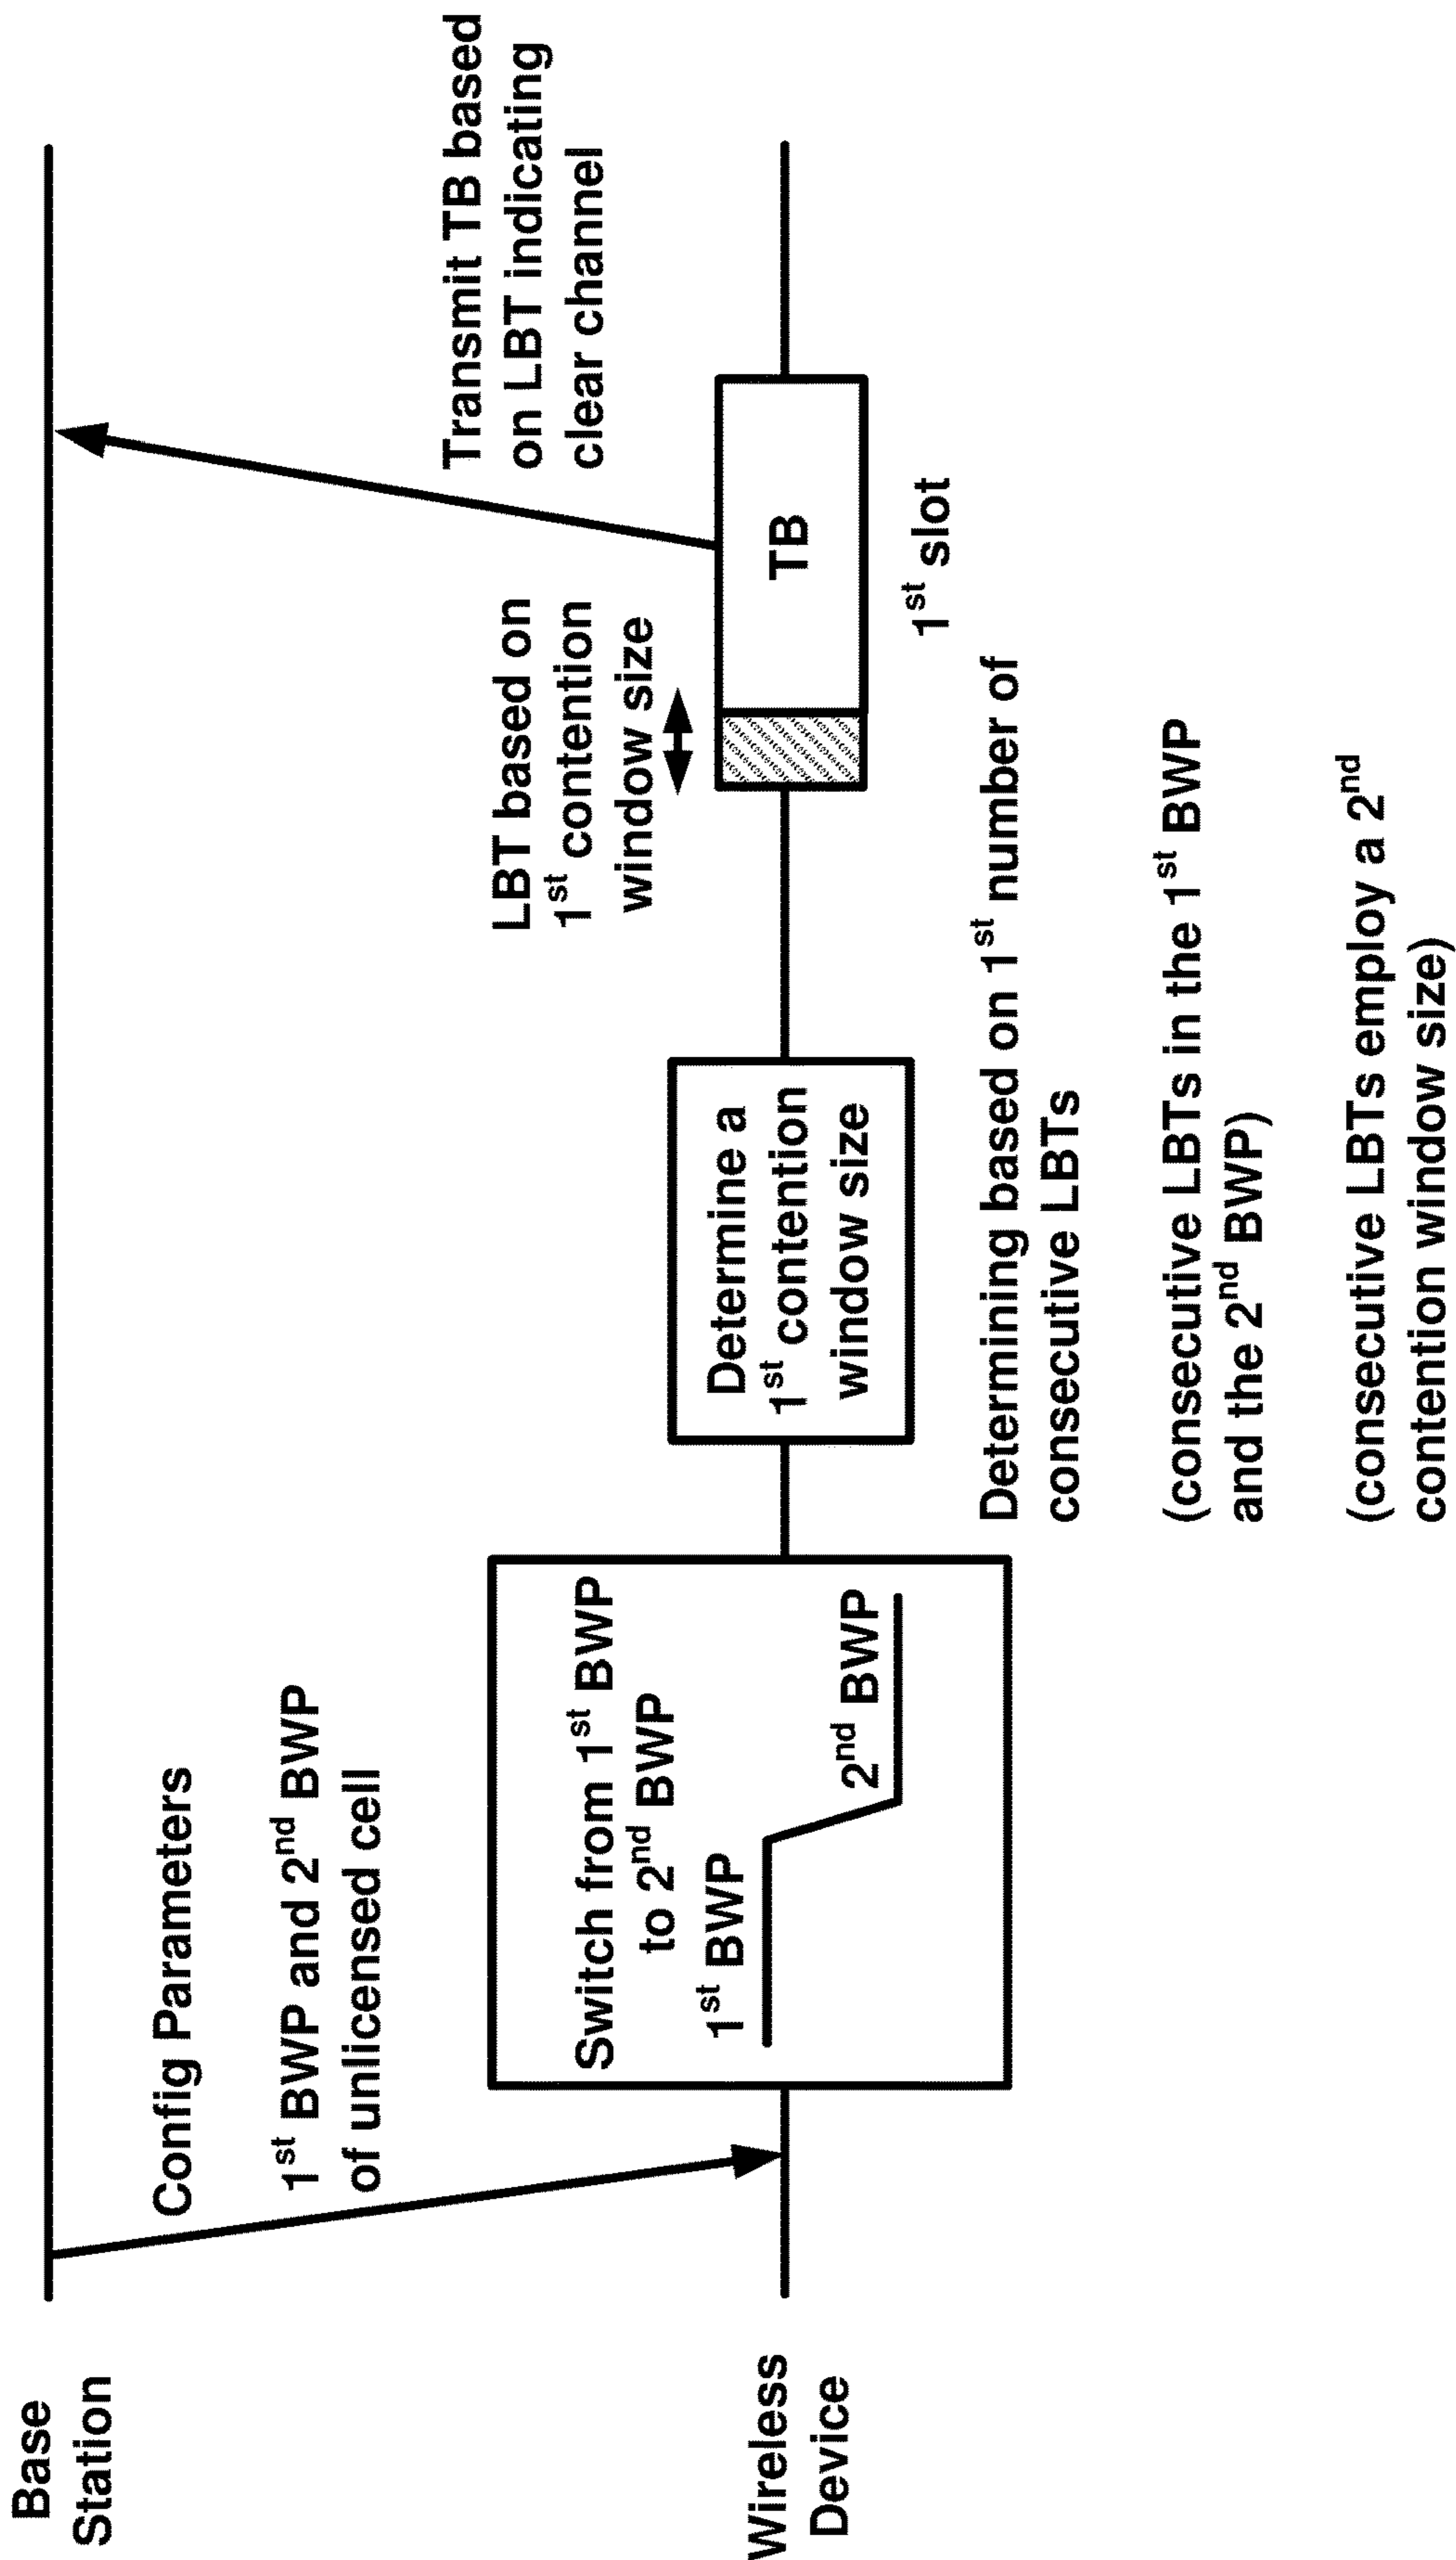 Base
Station
Config Parameters
1st BWP and 2nd BWP
of unlicensed cell
Transmit TB based
on LBT indicating
clear channel
Wireless
Device
Switch from 1st BWP
to 2nd BWP
1st BWP
2nd BWP
Determine a
1st contention
window size
LBT based on
1st contention
window size
TB
1st slot
Determining based on 1st number of
consecutive LBTs
(consecutive LBTs in the 1st BWP
and the 2nd BWP)
(consecutive LBTs employ a 2nd
contention window size)